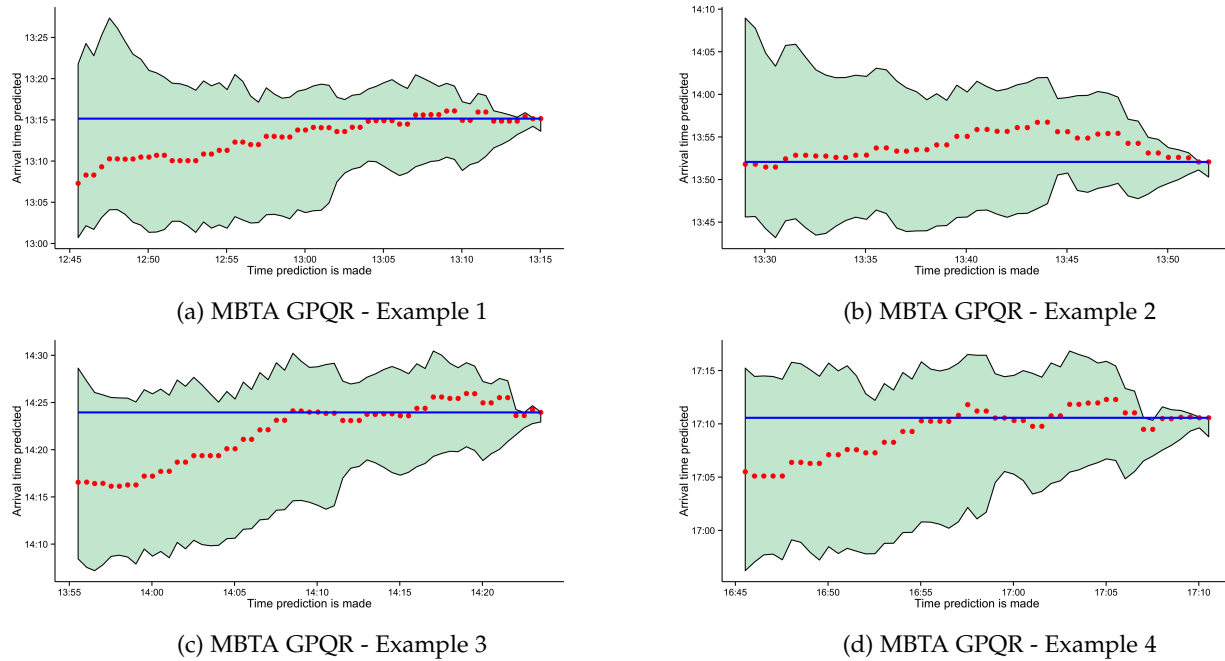 13:25
13:20
13:15
13:10
13:05
13:00
Arrival time predicted
12:45 12:50 12:55 13:00 13:05 13:10 13:15
Time prediction is made
(a) MBTA GPQR - Example 1
14:10
14:05
14:00
13:55
13:50
13:45
Arrival time predicted
13:30 13:35 13:40 13:45 13:50
Time prediction is made
(b) MBTA GPQR - Example 2
14:30
14:25
14:20
14:15
14:10
Arrival time predicted
13:55 14:00 14:05 14:10 14:15 14:20
Time prediction is made
(c) MBTA GPQR - Example 3
17:15
17:10
17:05
17:00
Arrival time predicted
16:45 16:50 16:55 17:00 17:05 17:10
Time prediction is made
(d) MBTA GPQR - Example 4